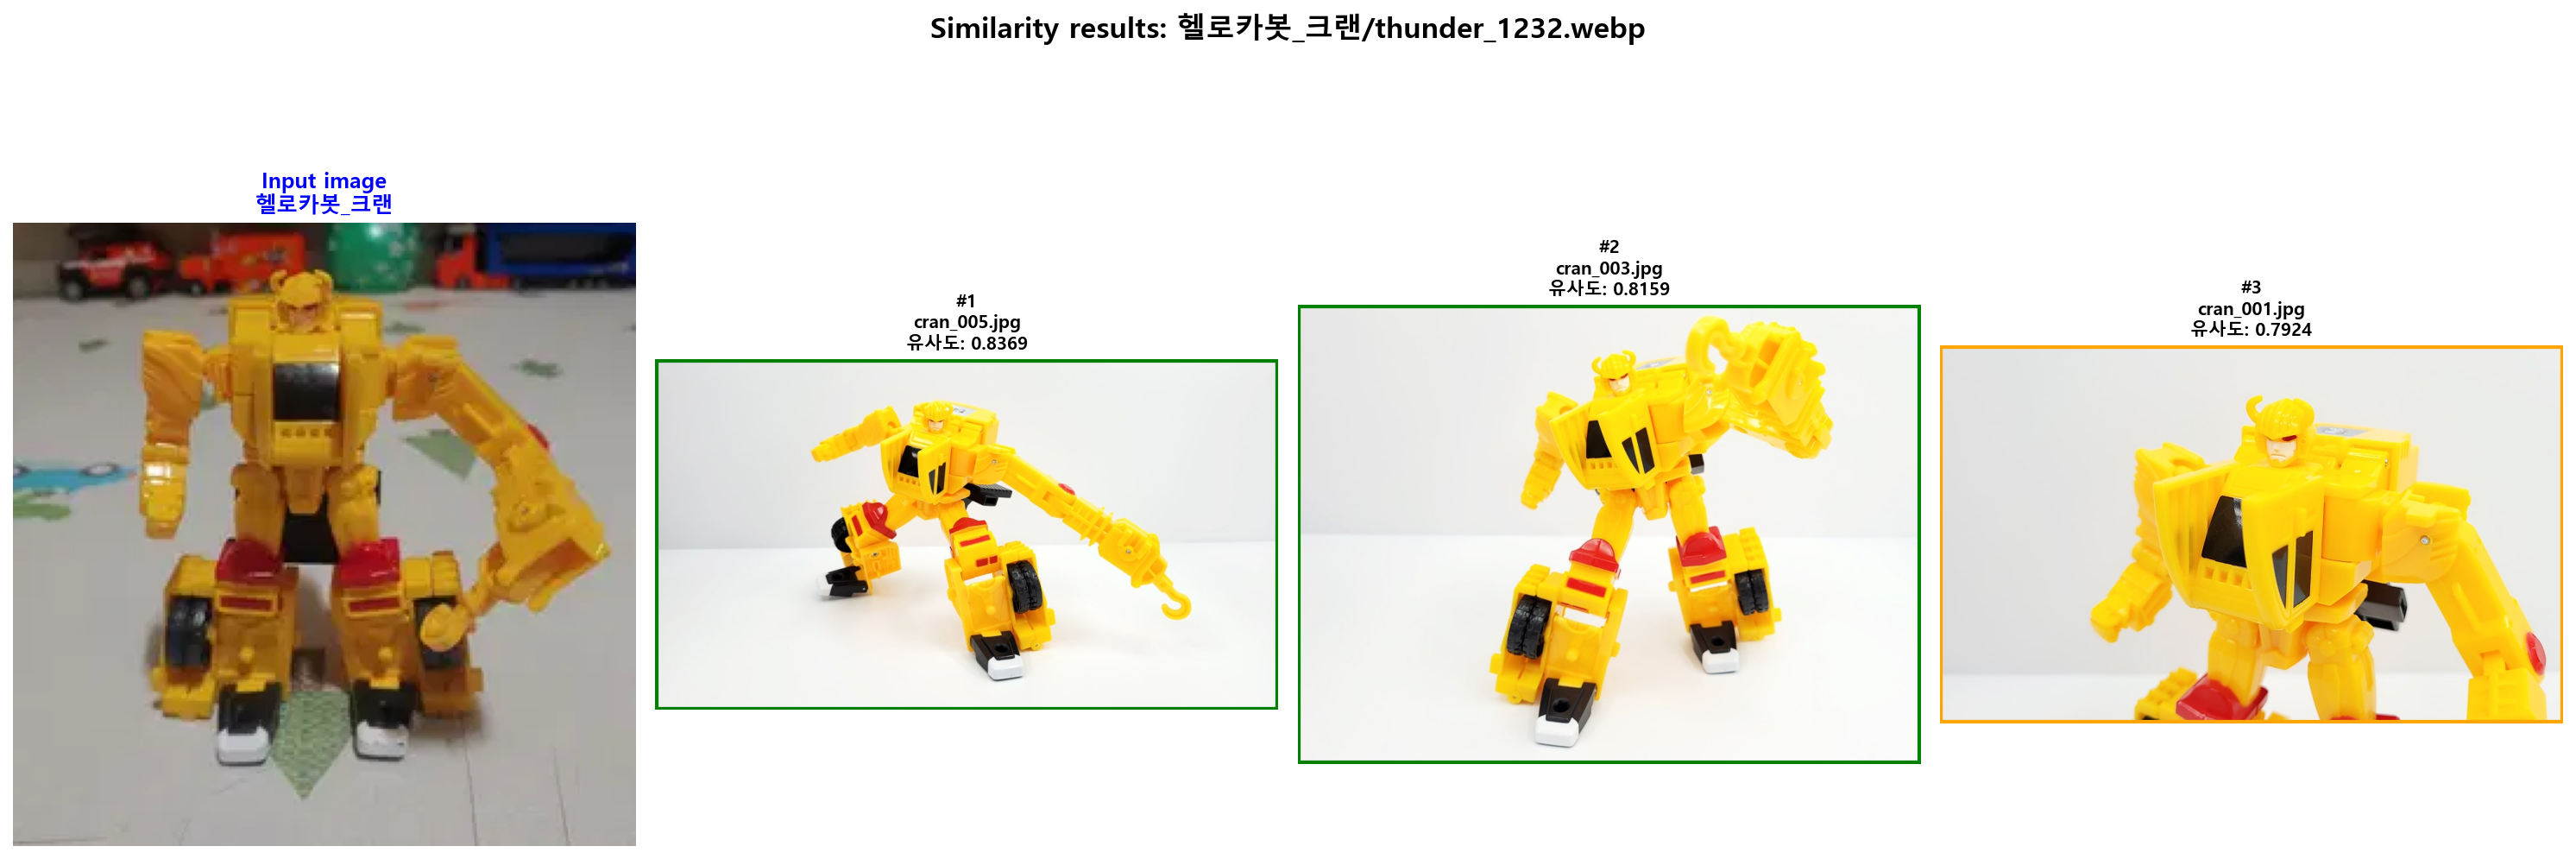 Similarity results: 헬로카봇_크랜/thunder_1232.webp
Input image
헬로카봇_크랜
#1
cran_005.jpg
유사도: 0.8369
#2
cran_003.jpg
유사도: 0.8159
#3
cran_001.jpg
유사도: 0.7924